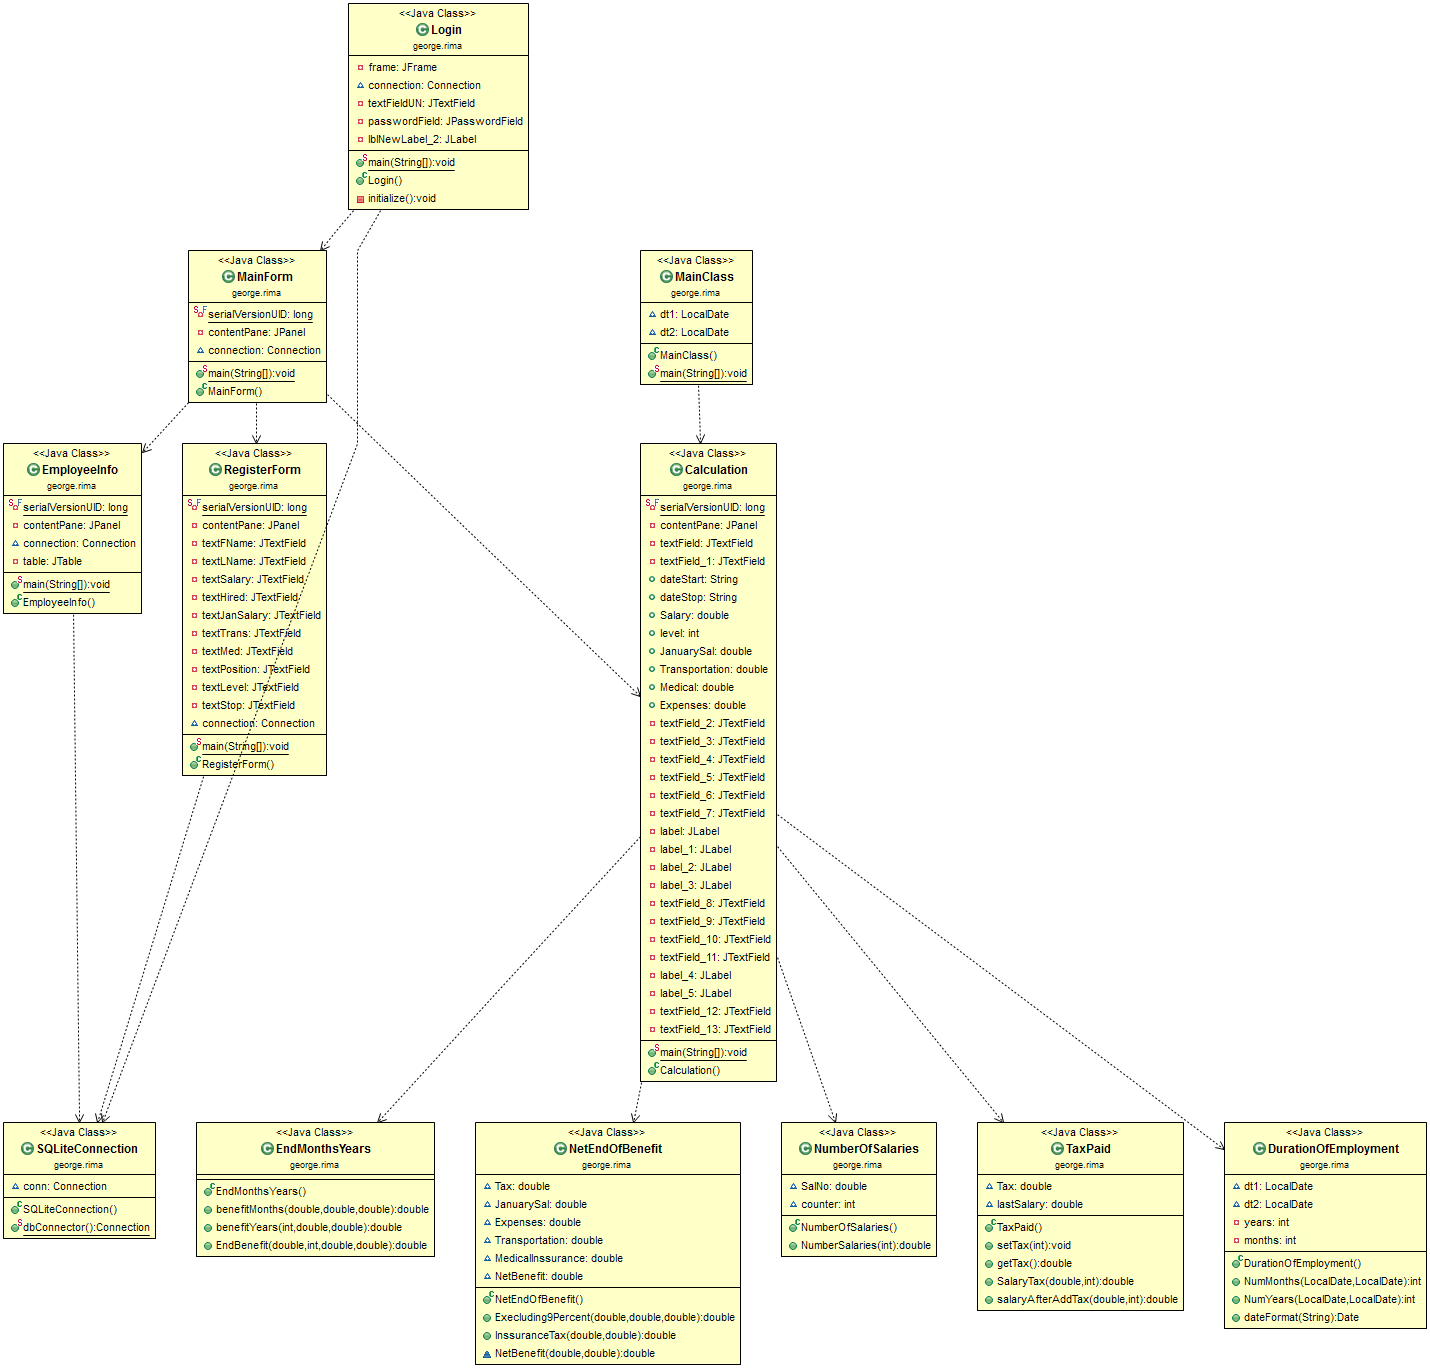 <<Java Class>>
Login
george.rima
frame: JFrame
connection: Connection
textFieldUN: JTextField
passwordField: JPasswordField
lblNewLabel_2: JLabel
main(String[]):void
Login()
initialize():void
<<Java Class>>
MainForm
george.rima
serialVersionUID: long
contentPane: JPanel
connection: Connection
main(String[]):void
MainForm()
<<Java Class>>
MainClass
george.rima
dt1: LocalDate
dt2: LocalDate
MainClass()
main(String[]):void
<<Java Class>>
EmployeeInfo
george.rima
serialVersionUID: long
contentPane: JPanel
connection: Connection
table: JTable
main(String[]):void
EmployeeInfo()
<<Java Class>>
RegisterForm
george.rima
serialVersionUID: long
contentPane: JPanel
textFName: JTextField
textLName: JTextField
textSalary: JTextField
textHired: JTextField
textJanSalary: JTextField
textTrans: JTextField
textMed: JTextField
textPosition: JTextField
textLevel: JTextField
textStop: JTextField
connection: Connection
main(String[]):void
RegisterForm()
<<Java Class>>
Calculation
george.rima
serialVersionUID: long
contentPane: JPanel
textField: JTextField
textField_1: JTextField
dateStart: String
dateStop: String
Salary: double
level: int
JanuarySal: double
Transportation: double
Medical: double
Expenses: double
textField_2: JTextField
textField_3: JTextField
textField_4: JTextField
textField_5: JTextField
textField_6: JTextField
textField_7: JTextField
label: JLabel
label_1: JLabel
label_2: JLabel
label_3: JLabel
textField_8: JTextField
textField_9: JTextField
textField_10: JTextField
textField_11: JTextField
label_4: JLabel
label_5: JLabel
textField_12: JTextField
textField_13: JTextField
main(String[]):void
Calculation()
<<Java Class>>
SQLiteConnection
george.rima
conn: Connection
SQLiteConnection()
dbConnector():Connection
<<Java Class>>
EndMonthsYears
george.rima
EndMonthsYears()
benefitMonths(double,double,double):double
benefitYears(int,double,double):double
EndBenefit(double,int,double,double):double
<<Java Class>>
NetEndOfBenefit
george.rima
Tax: double
JanuarySal: double
Expenses: double
Transportation: double
MedicalInssurance: double
NetBenefit: double
NetEndOfBenefit()
Execluding9Percent(double,double,double):double
InssuranceTax(double,double):double
NetBenefit(double,double):double
<<Java Class>>
NumberOfSalaries
george.rima
SalNo: double
counter: int
NumberOfSalaries()
NumberSalaries(int):double
<<Java Class>>
TaxPaid
george.rima
Tax: double
lastSalary: double
TaxPaid()
setTax(int):void
getTax():double
SalaryTax(double,int):double
salaryAfterAddTax(double,int):double
<<Java Class>>
DurationOfEmployment
george.rima
dt1: LocalDate
dt2: LocalDate
years: int
months: int
DurationOfEmployment()
NumMonths(LocalDate,LocalDate):int
NumYears(LocalDate,LocalDate):int
dateFormat(String):Date